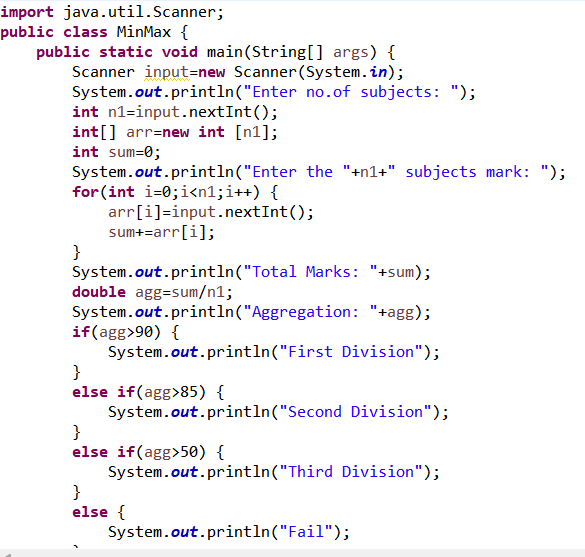 import java.util.Scanner;
public class MinMax {
    public static void main(String[] args) {
        Scanner input=new Scanner(System.in);
        System.out.println("Enter no.of subjects: ");
        int n1=input.nextInt();
        int[] arr=new int [n1];
        int sum=0;
        System.out.println("Enter the "+n1+" subjects mark: ");
        for(int i=0;i<n1;i++) {
            arr[i]=input.nextInt();
            sum+=arr[i];
        }
        System.out.println("Total Marks: "+sum);
        double agg=sum/n1;
        System.out.println("Aggregation: "+agg);
        if(agg>90) {
            System.out.println("First Division");
        }
        else if(agg>85) {
            System.out.println("Second Division");
        }
        else if(agg>50) {
            System.out.println("Third Division");
        }
        else {
            System.out.println("Fail");